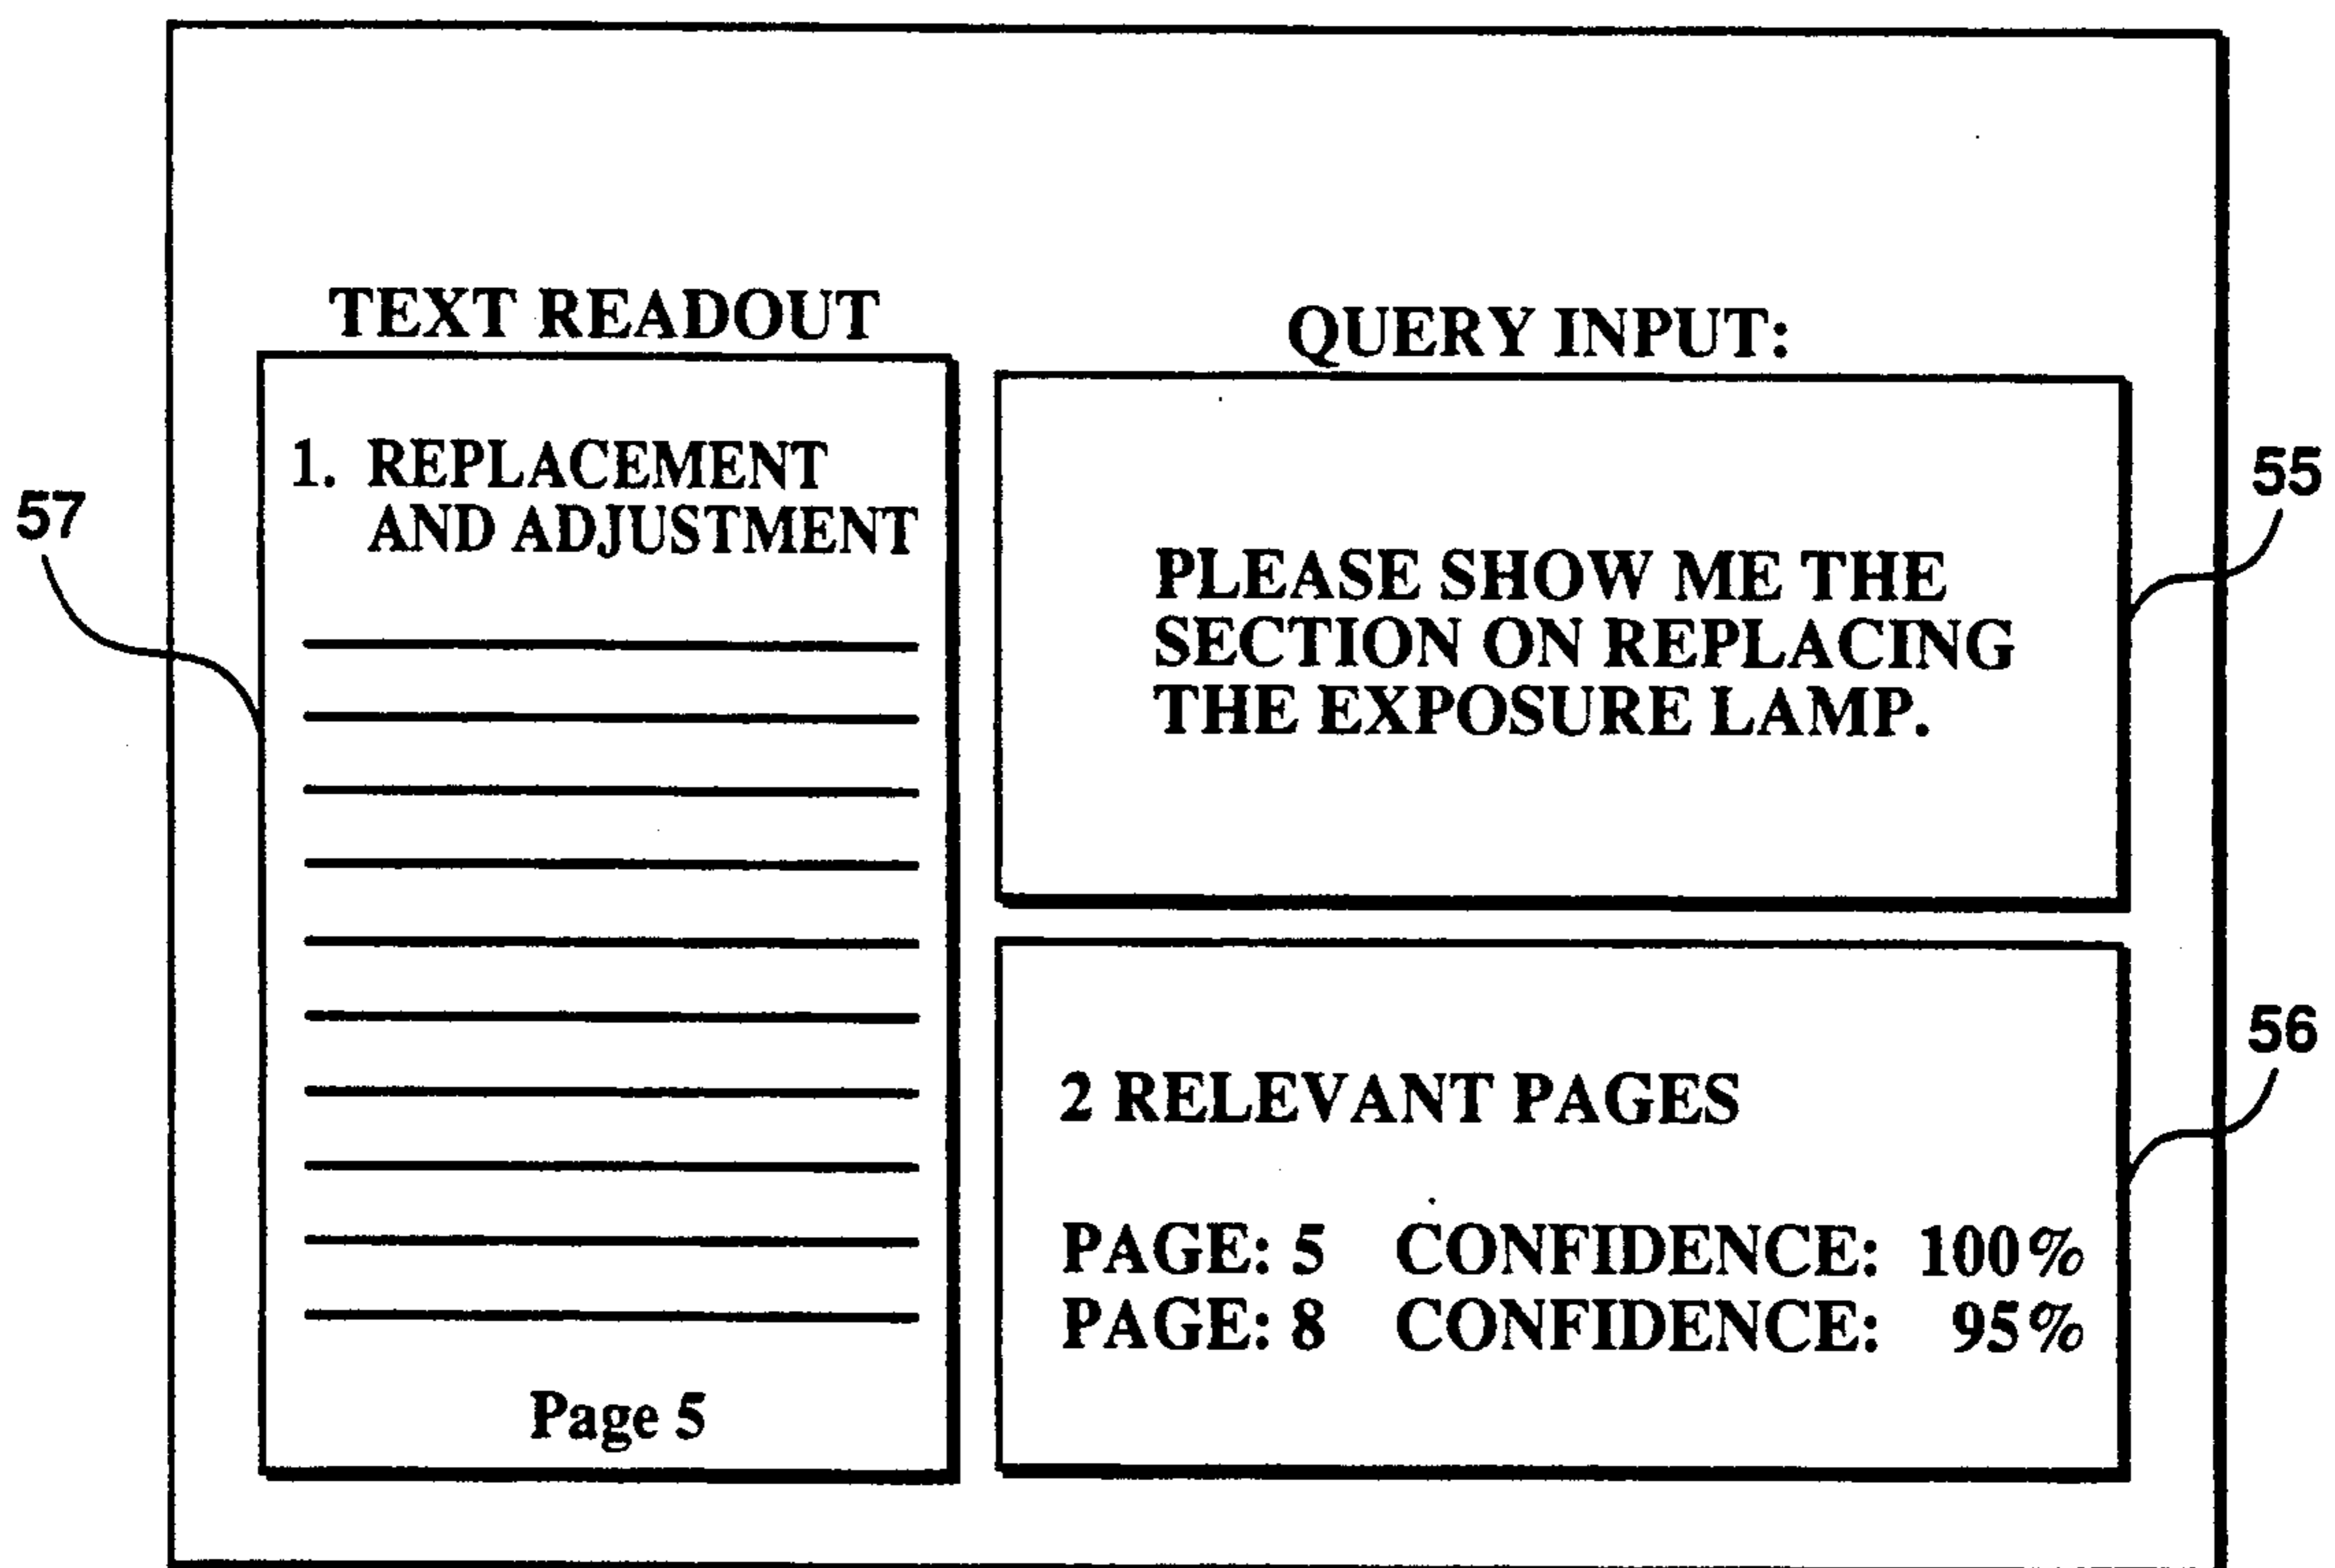 TEXT READOUT
1. REPLACEMENT
AND ADJUSTMENT
Page 5
57
QUERY INPUT:
PLEASE SHOW ME THE
SECTION ON REPLACING
THE EXPOSURE LAMP.
55
2 RELEVANT PAGES
PAGE: 5 CONFIDENCE: 100%
PAGE: 8 CONFIDENCE: 95%
56